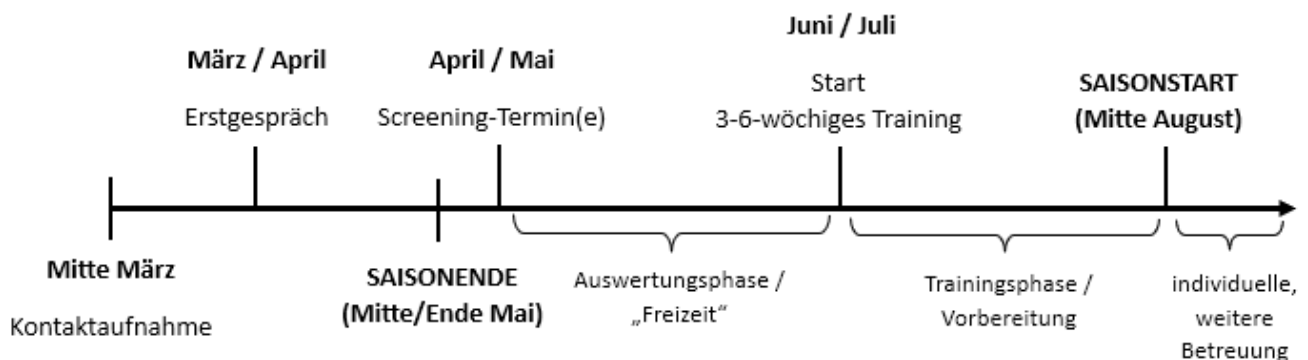 Juni / Juli
März / April
April / Mai
Start
SAISONSTART
Erstgespräch
Screening-Termin(e)
3-6-wöchiges Training
(Mitte August)
Mitte März
SAISONENDE
Auswertungsphase /
Trainingsphase /
individuelle,
Kontaktaufnahme
(Mitte/Ende Mai)
„Freizeit“
Vorbereitung
weitere
Betreuung